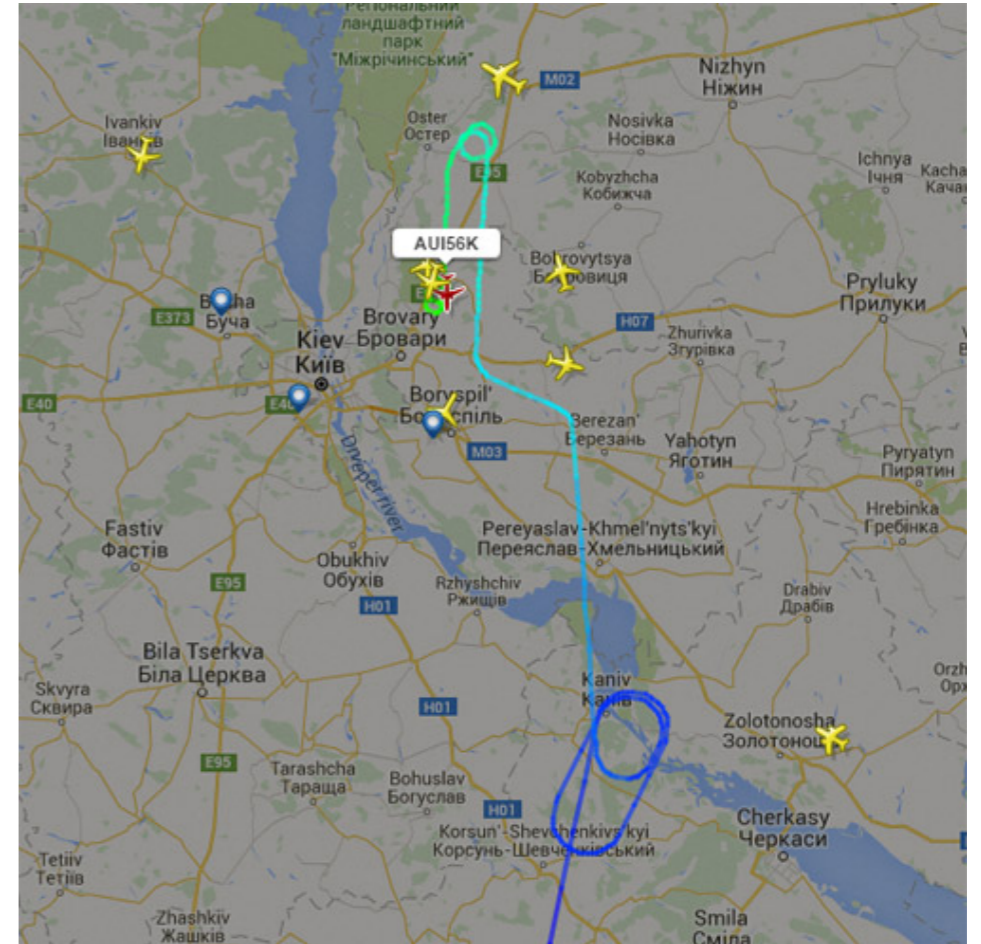 Регіональний
ландшафтний
парк
"Міжрічинський"
M02
Nizhyn
Ніжин
Ivankiv
Іванків
Oster
Остер
Nosivka
Носівка
E95
Ichnya
Ічня
Kobyzhcha
Кобижча
AUI56K
Bobrovytsya
Бобровиця
Pryluky
Прилуки
Буча
E373
Brovary
Бровари
H07
Zhurivka
Згурівка
Kiev
Київ
E40
Boryspil'
Бориспіль
Berezan'
Березань
Yahotyn
Яготин
M03
Pyryatyn
Пирятин
Dnieper river
Hrebinka
Гребінка
Fastiv
Фастів
Pereyaslav-Khmel'nyts'kyi
Переяслав-Хмельницький
Obukhiv
Обухів
E95
Rzhyshchiv
Ржищів
H01
Drabiv
Драбів
Bila Tserkva
Біла Церква
Kaniv
Канів
Skvyra
Сквира
H01
Zolotonosha
Золотоноша
E95
Tarashcha
Тараща
Bohuslav
Богуслав
H01
Cherkasy
Черкаси
Korsun'-Shevchenkivs'kyi
Корсунь-Шевченківський
Tetiiv
Тетіїв
Zhashkiv
Жашків
Smila
Сміла